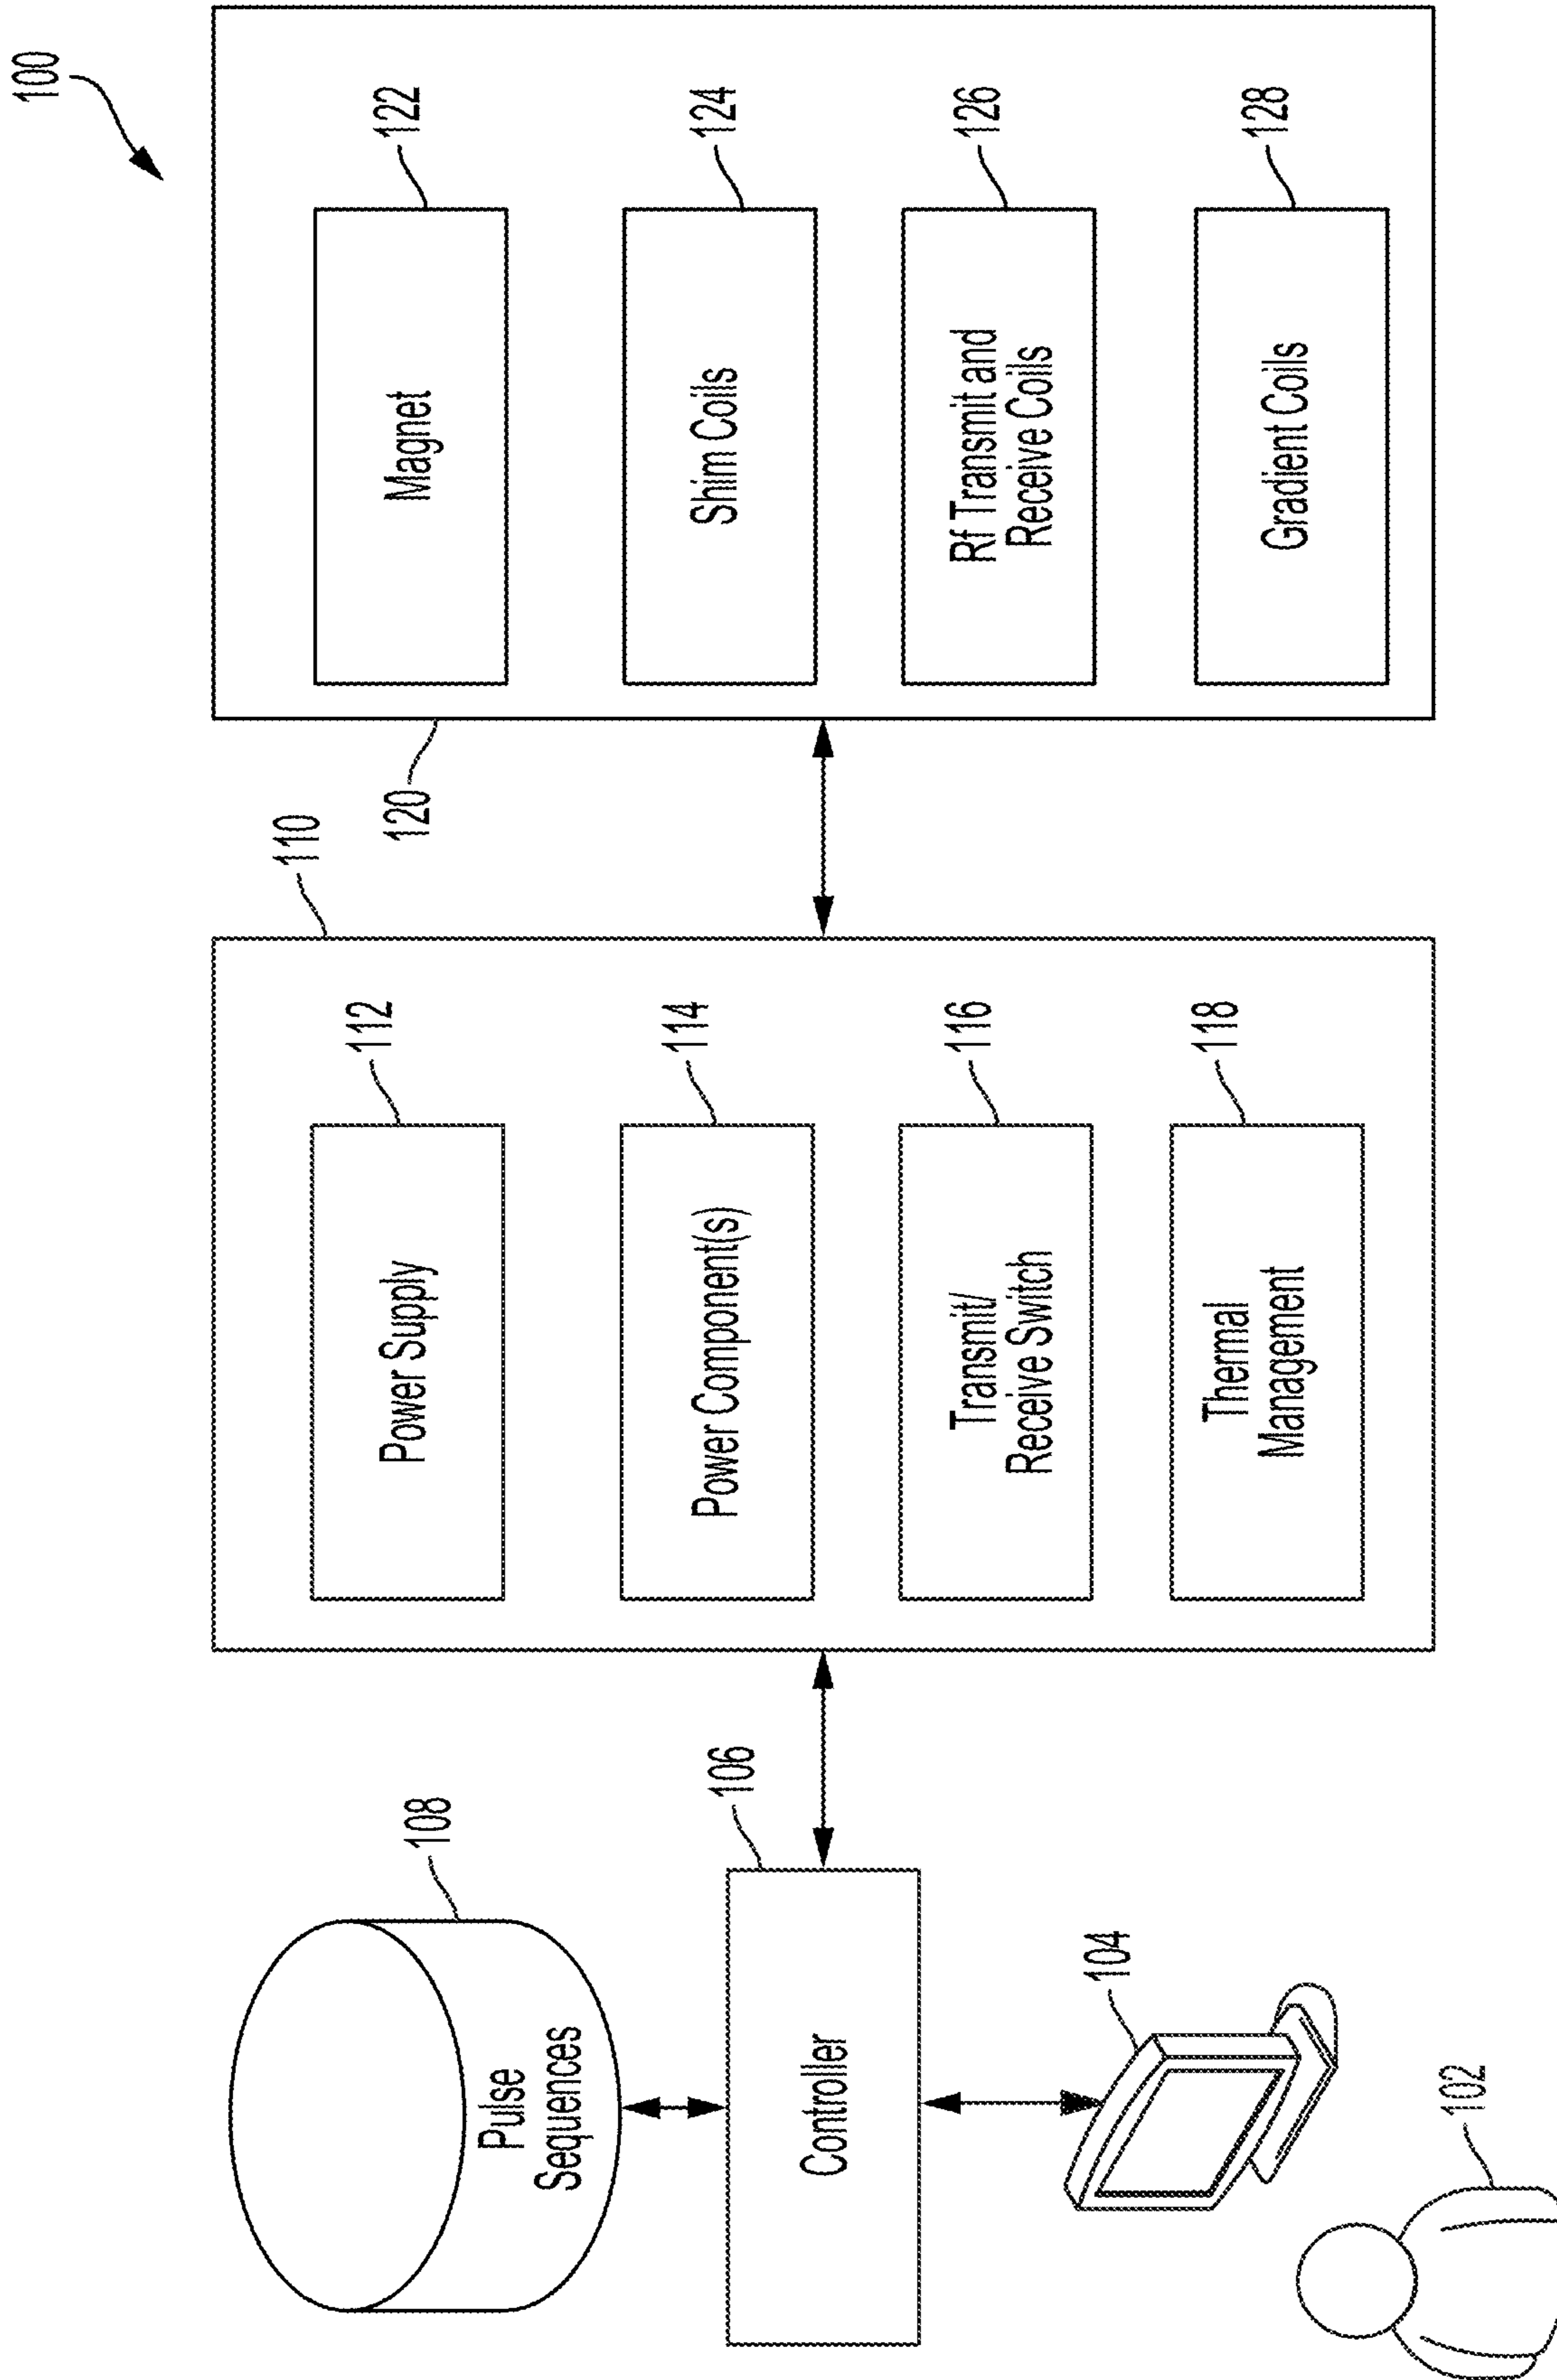 100
108
Pulse
Sequences
106
Controller
104
102
110
112
Power Supply
114
Power Component(s)
116
Transmit/
Receive Switch
118
Thermal
Management
120
122
Magnet
124
Shim Coils
126
Rf Transmit and
Receive Coils
128
Gradient Coils